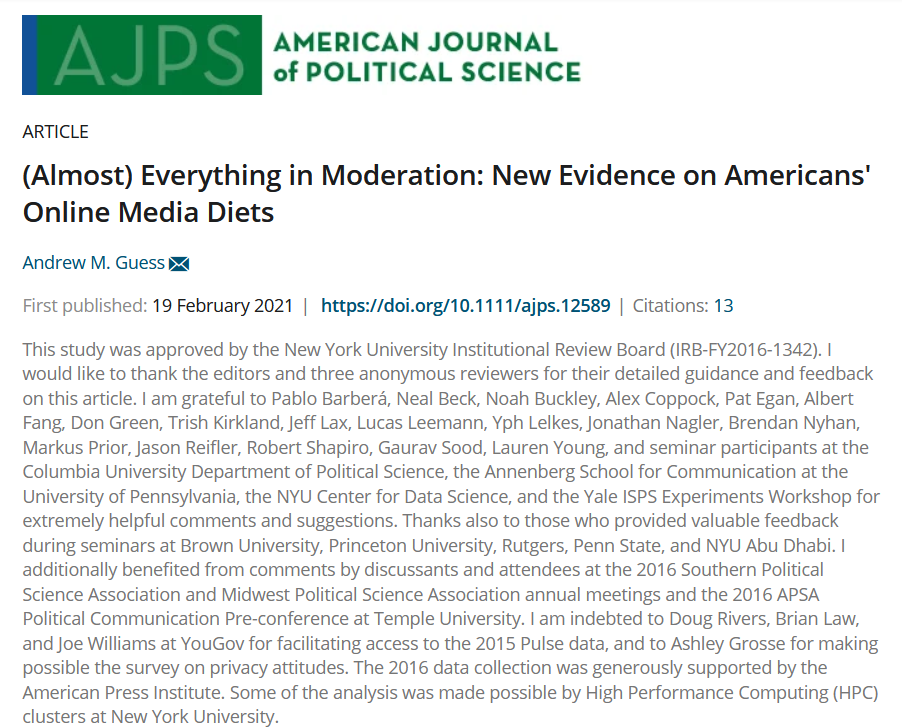 AJPS
AMERICAN JOURNAL
of POLITICAL SCIENCE
ARTICLE
(Almost) Everything in Moderation: New Evidence on Americans'
Online Media Diets
Andrew M. Guess
First published: 19 February 2021 | https://doi.org/10.1111/ajps.12589 | Citations: 13
This study was approved by the New York University Institutional Review Board (IRB-FY2016-1342). I
would like to thank the editors and three anonymous reviewers for their detailed guidance and feedback
on this article. I am grateful to Pablo Barberá, Neal Beck, Noah Buckley, Alex Coppock, Pat Egan, Albert
Fang, Don Green, Trish Kirkland, Jeff Lax, Lucas Leemann, Yph Lelkes, Jonathan Nagler, Brendan Nyhan,
Markus Prior, Jason Reifler, Robert Shapiro, Gaurav Sood, Lauren Young, and seminar participants at the
Columbia University Department of Political Science, the Annenberg School for Communication at the
University of Pennsylvania, the NYU Center for Data Science, and the Yale ISPS Experiments Workshop for
extremely helpful comments and suggestions. Thanks also to those who provided valuable feedback
during seminars at Brown University, Princeton University, Rutgers, Penn State, and NYU Abu Dhabi. I
additionally benefited from comments by discussants and attendees at the 2016 Southern Political
Science Association and Midwest Political Science Association annual meetings and the 2016 APSA
Political Communication Pre-conference at Temple University. I am indebted to Doug Rivers, Brian Law,
and Joe Williams at YouGov for facilitating access to the 2015 Pulse data, and to Ashley Grosse for making
possible the survey on privacy attitudes. The 2016 data collection was generously supported by the
American Press Institute. Some of the analysis was made possible by High Performance Computing (HPC)
clusters at New York University.